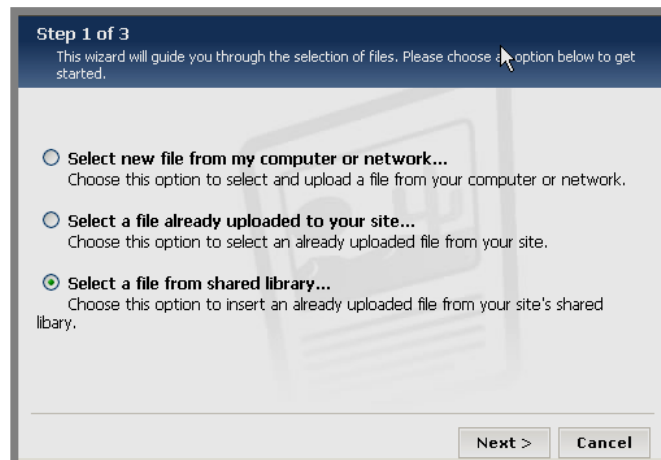 Step 1 of 3
This wizard will guide you through the selection of files. Please choose an option below to get
started.
Select new file from my computer or network...
Choose this option to select and upload a file from your computer or network.
Select a file already uploaded to your site...
Choose this option to select an already uploaded file from your site.
Select a file from shared library...
Choose this option to insert an already uploaded file from your site's shared
libary.
Next >
Cancel